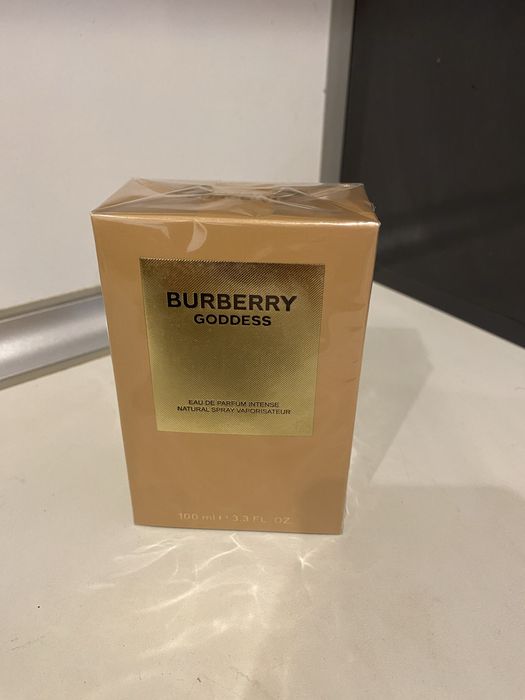 BURBERRY
GODDESS
EAU DE PARFUM INTENSE
NATURAL SPRAY VAPORISATEUR
100 ml ℮ 3.3 FL. OZ.